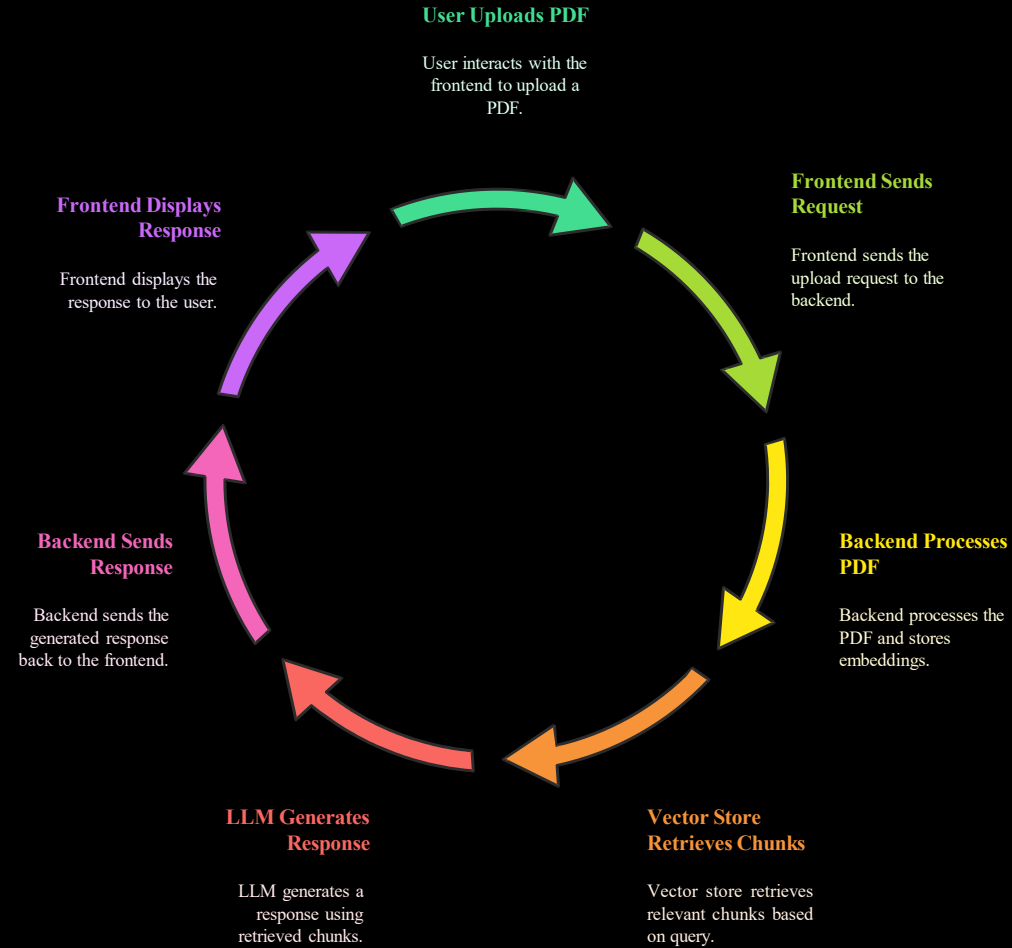 User Uploads PDF
User interacts with the
frontend to upload a
PDF.
Frontend Sends
Request
Frontend sends the
upload request to the
backend.
Backend Processes
PDF
Backend processes the
PDF and stores
embeddings.
Vector Store
Retrieves Chunks
Vector store retrieves
relevant chunks based
on query.
LLM Generates
Response
LLM generates a
response using
retrieved chunks.
Backend Sends
Response
Backend sends the
generated response
back to the frontend.
Frontend Displays
Response
Frontend displays the
response to the user.